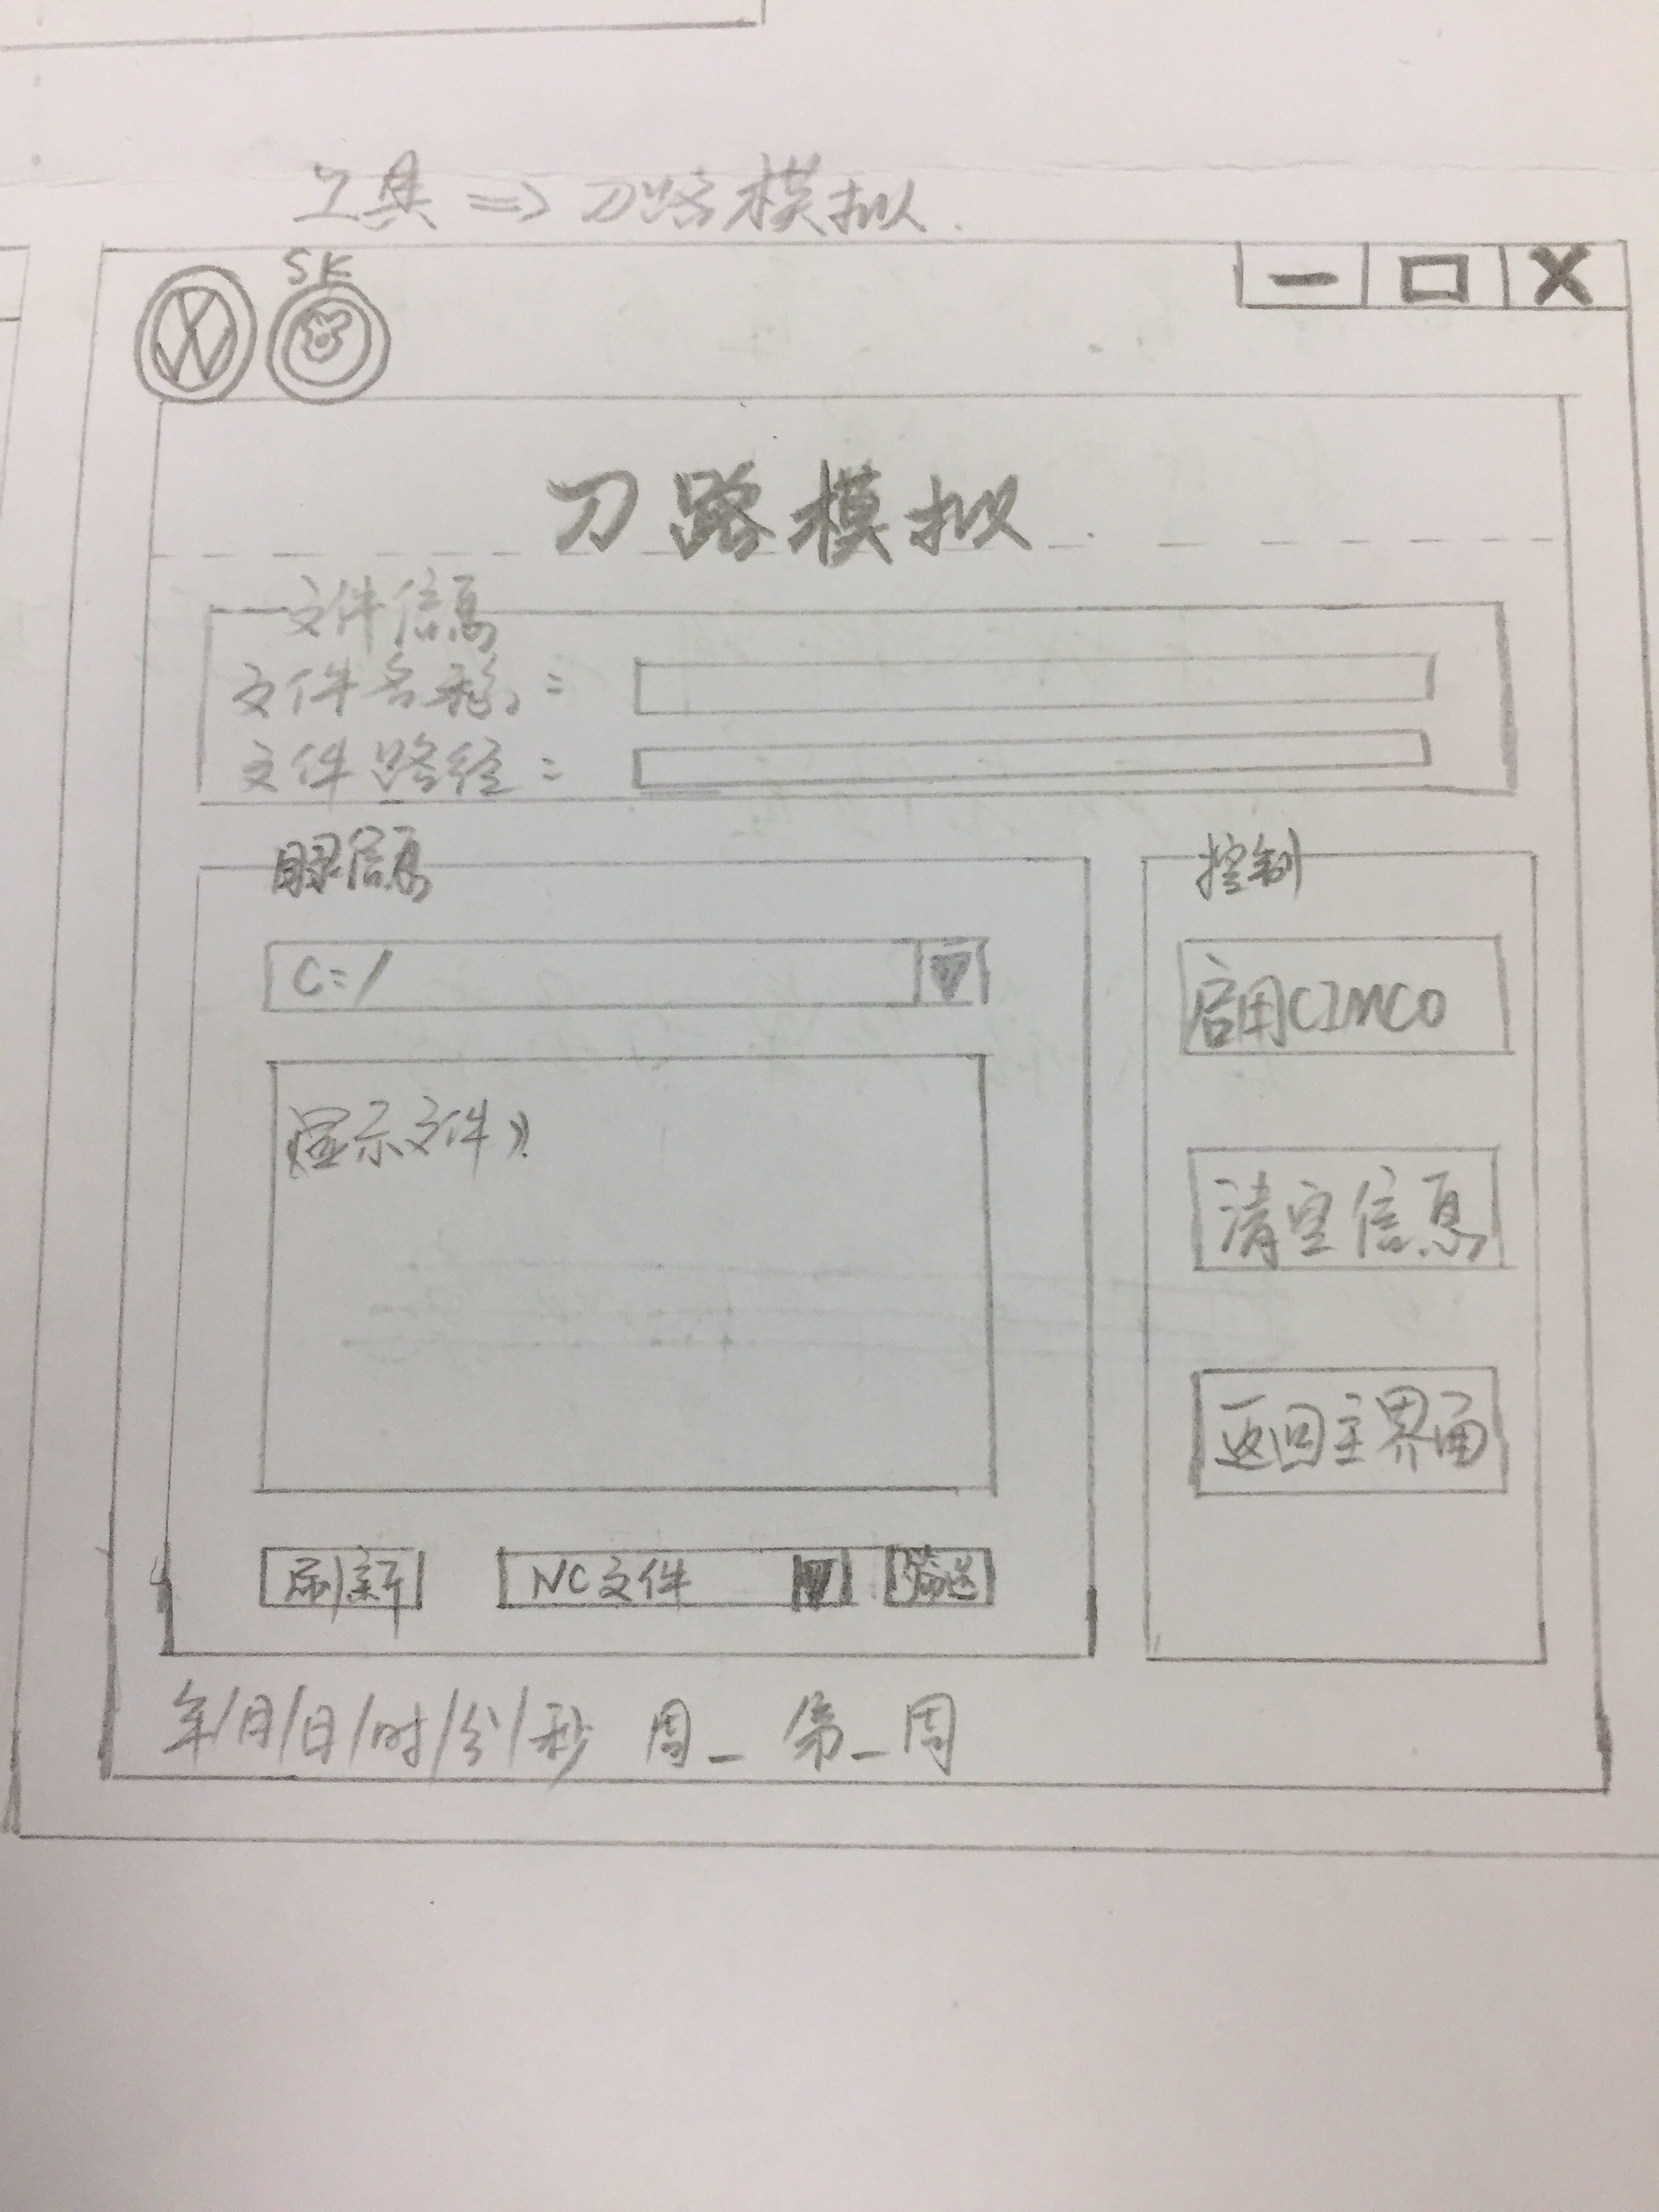 工具 => 刀路模拟.
SK
刀路模拟.
文件信息
文件名称:
文件路径:
目录信息
控制
C:/
启用CIMCO
《显示文件》
清空信息
返回主界面
刷新 NC文件 筛选
年/月/日/时/分/秒 周_ 第_周